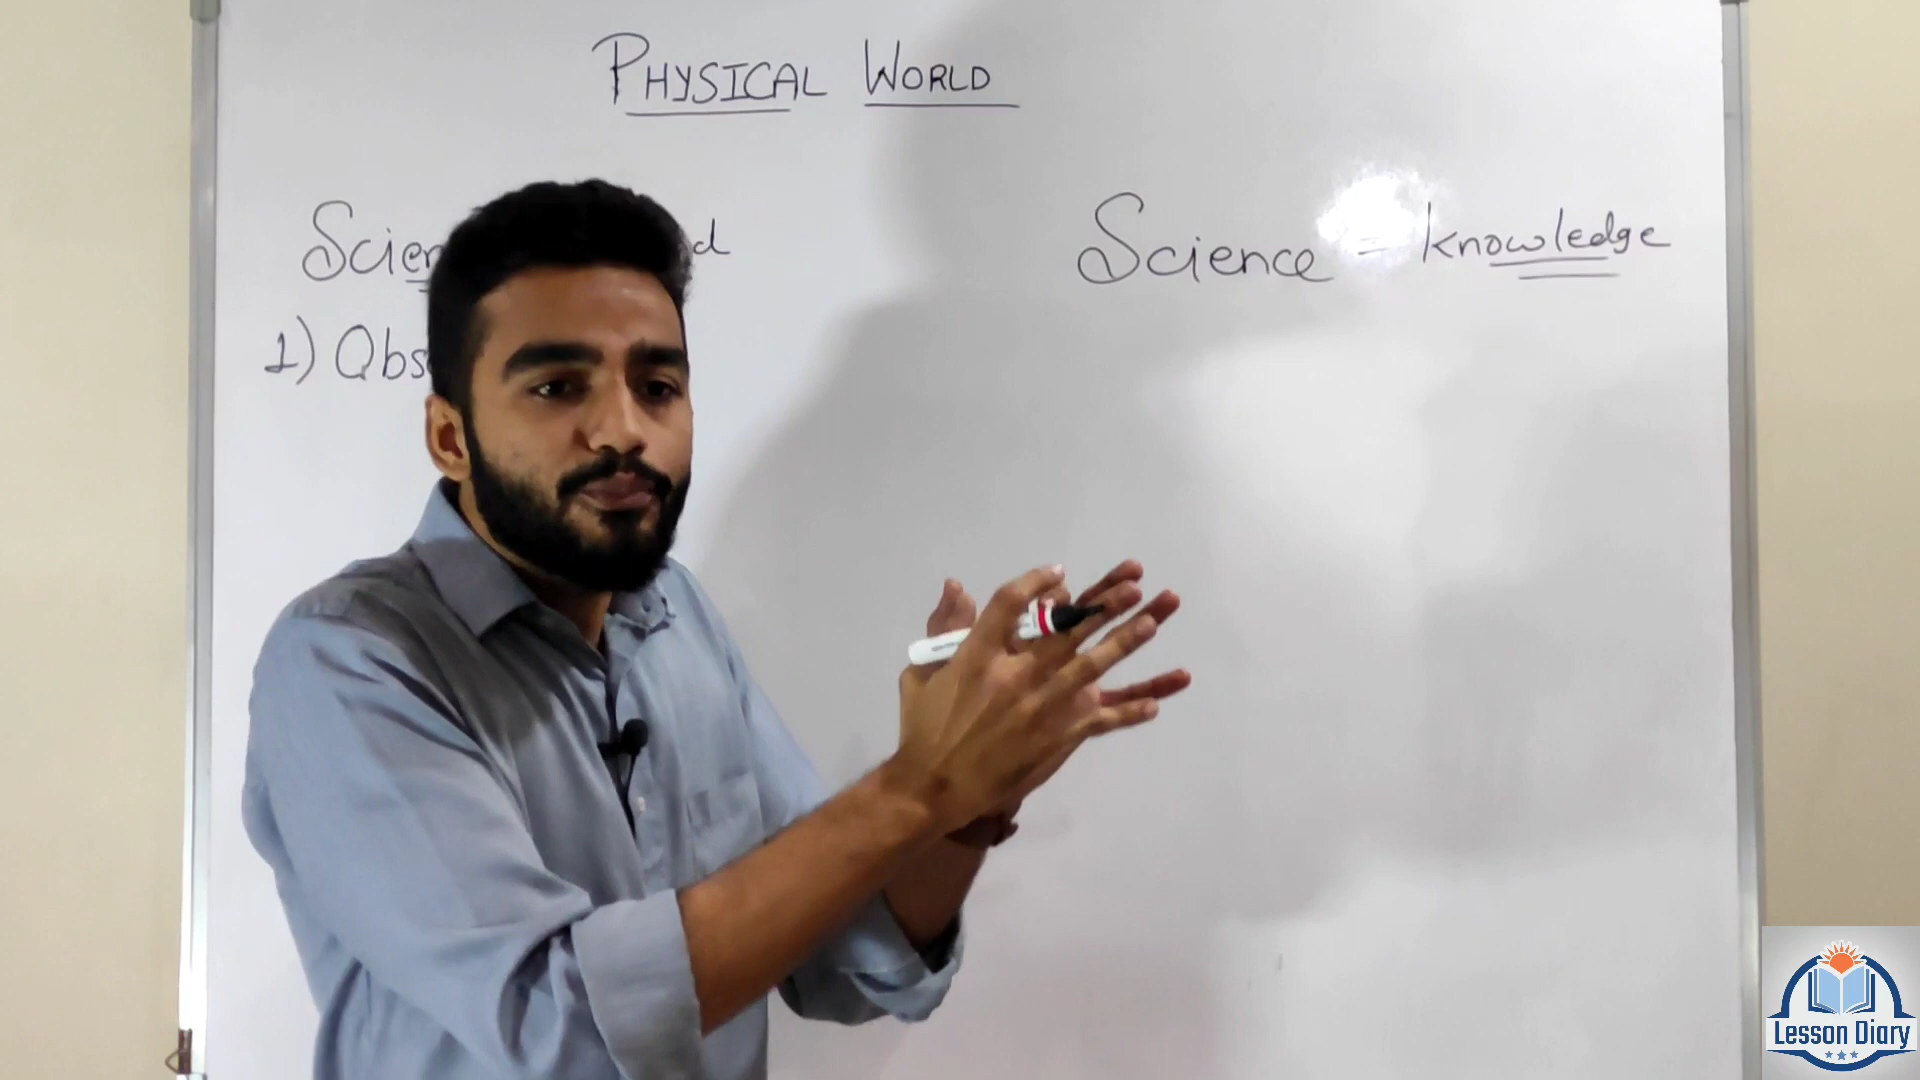 PHYSICAL WORLD
Science = knowledge
1)
Lesson Diary